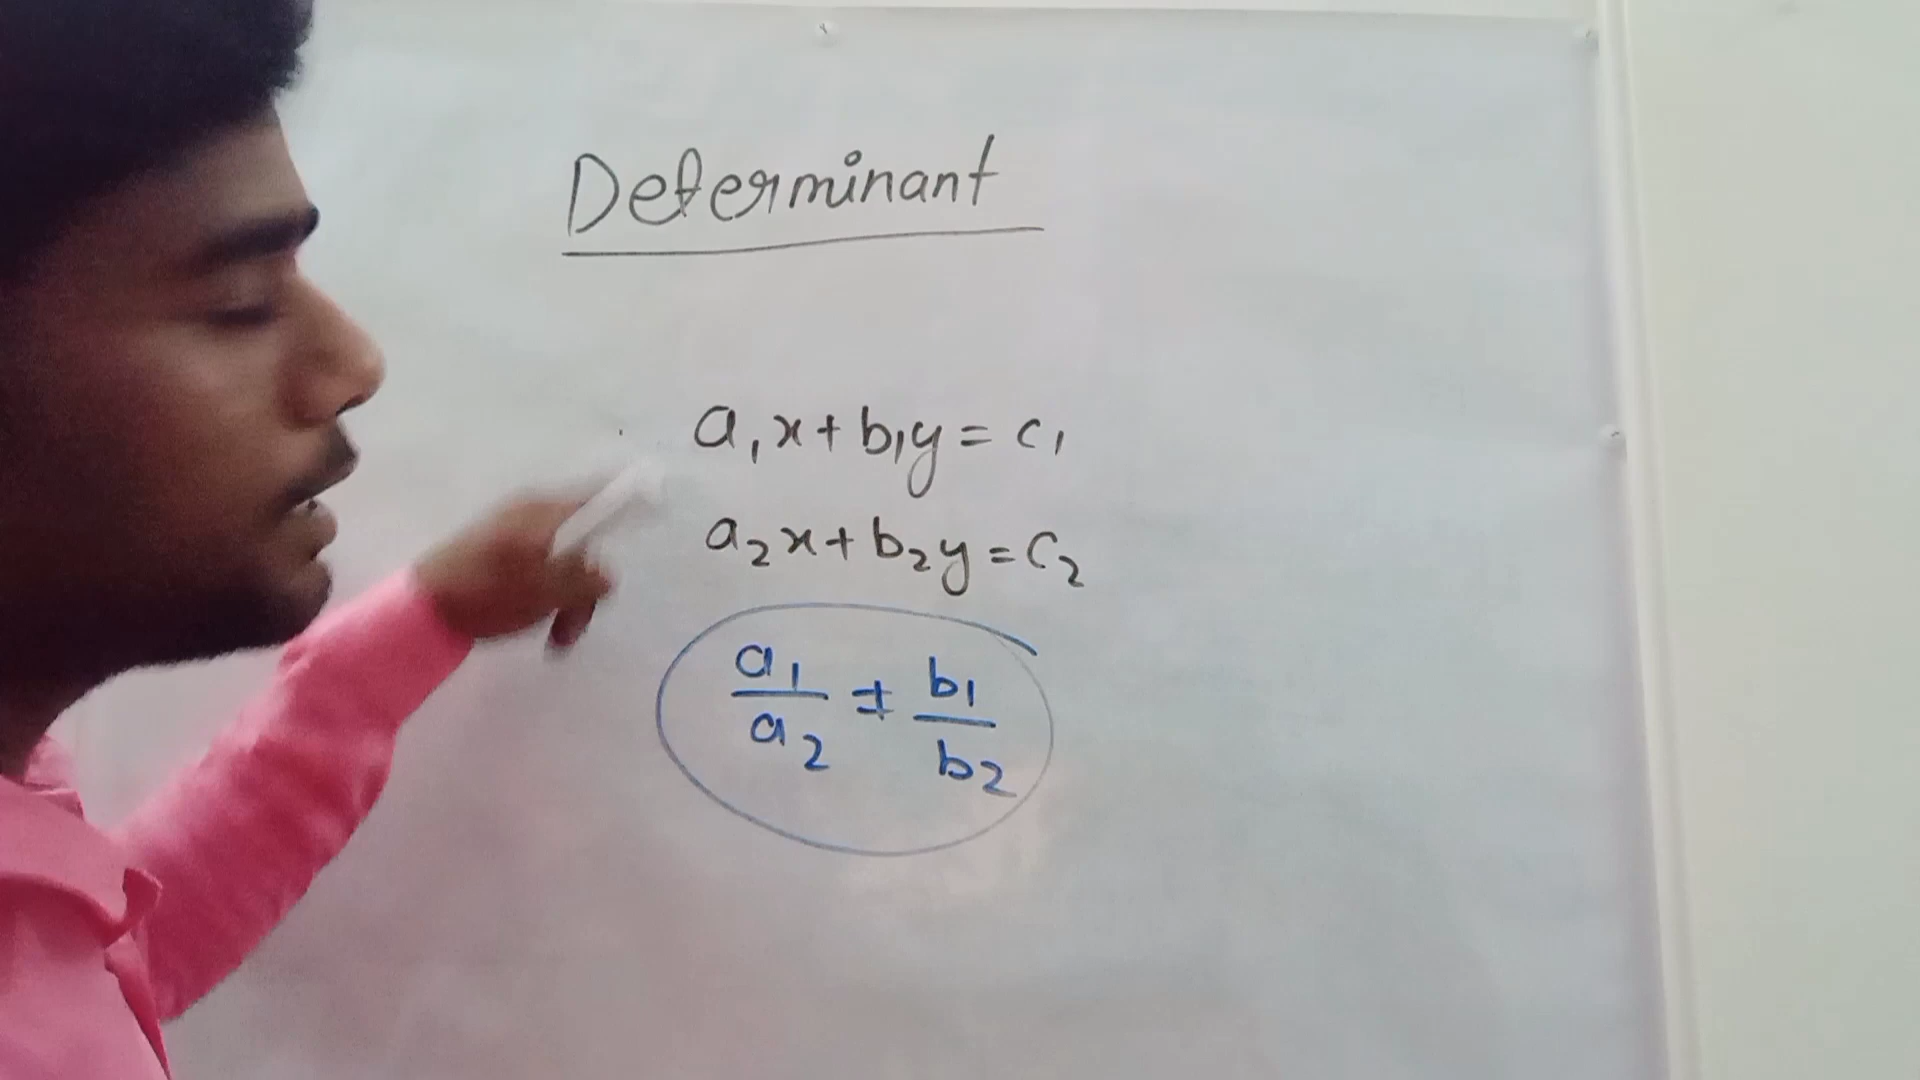 Determinant
a₁x + b₁y = c₁
a₂x + b₂y = c₂
a₁/a₂ ≠ b₁/b₂